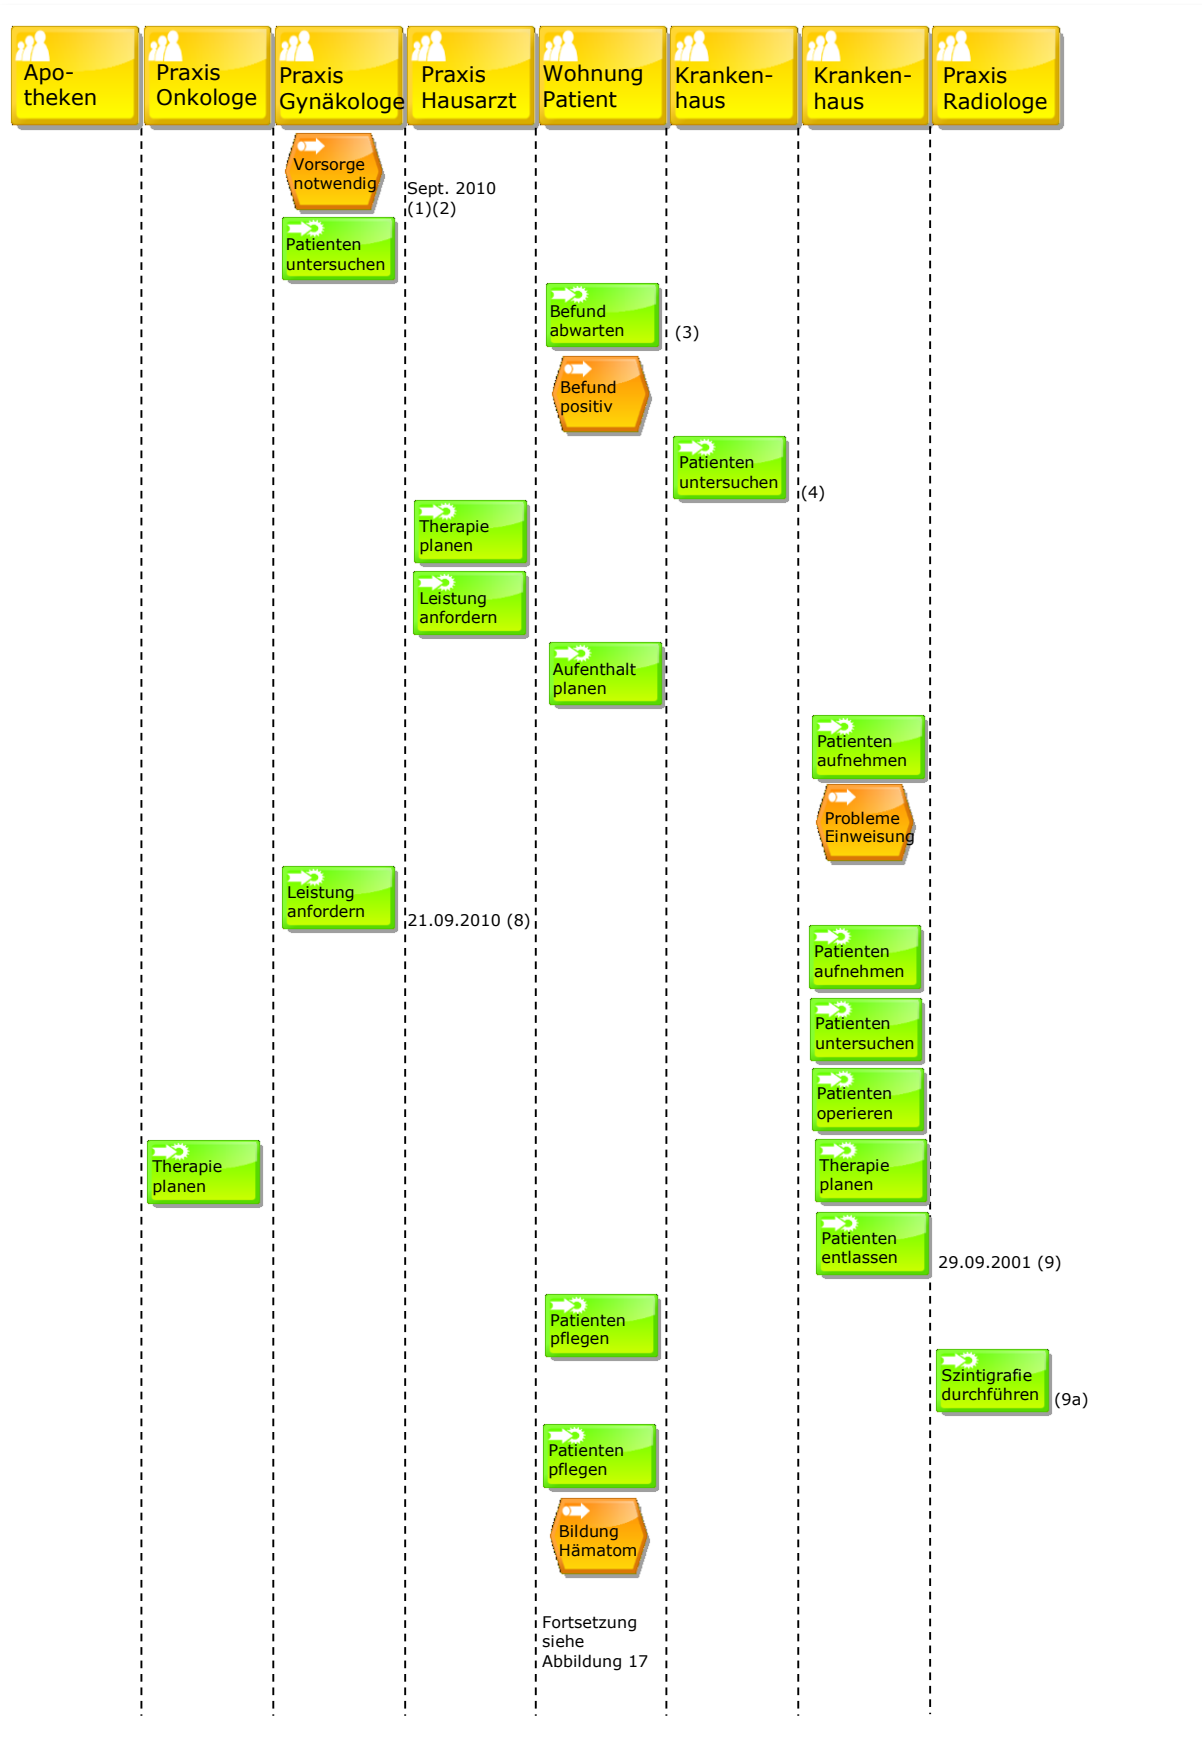 Apo-
theken
Praxis
Onkologe
Praxis
Gynäkologe
Praxis
Hausarzt
Wohnung
Patient
Kranken-
haus
Kranken-
haus
Praxis
Radiologe
Vorsorge
notwendig
Sept. 2010
(1)(2)
Patienten
untersuchen
Befund
abwarten
(3)
Befund
positiv
Patienten
untersuchen
(4)
Therapie
planen
Leistung
anfordern
Aufenthalt
planen
Patienten
aufnehmen
Probleme
Einweisung
Leistung
anfordern
21.09.2010 (8)
Patienten
aufnehmen
Patienten
untersuchen
Patienten
operieren
Therapie
planen
Therapie
planen
Patienten
entlassen
29.09.2001 (9)
Patienten
pflegen
Szintigrafie
durchführen
(9a)
Patienten
pflegen
Bildung
Hämatom
Fortsetzung
siehe
Abbildung 17